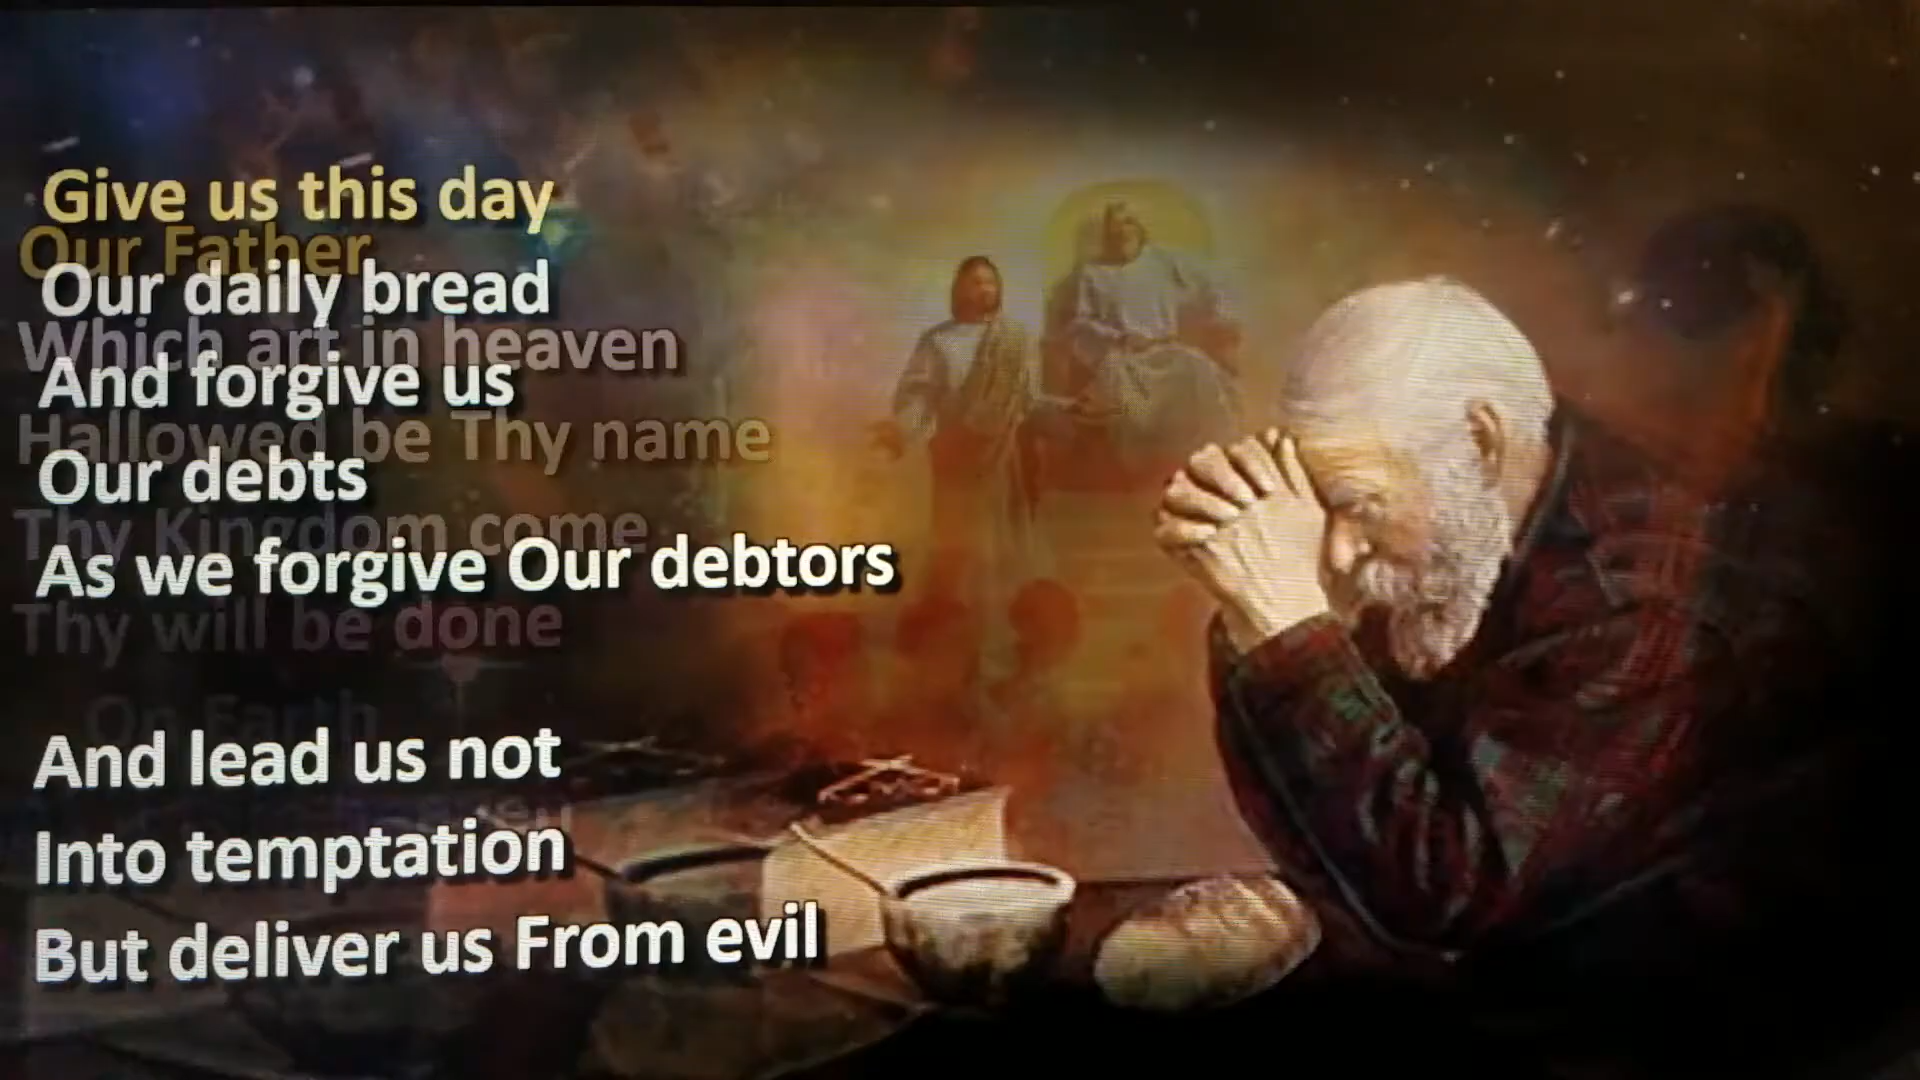 Give us this day
Our Father
Our daily bread
Which art in heaven
And forgive us
Hallowed be Thy name
Our debts
Thy Kingdom come
As we forgive Our debtors
Thy will be done
On Earth
And lead us not
Into temptation
But deliver us From evil